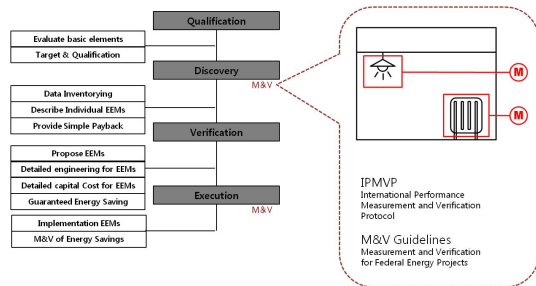 Qualification
Evaluate basic elements
Target & Qualification
Discovery
M&V
Data Inventorying
Describe Individual EEMs
Provide Simple Payback
Verification
Propose EEMs
Detailed engineering for EEMs
Detailed capital Cost for EEMs
Guaranteed Energy Saving
Execution
M&V
Implementation EEMs
M&V of Energy Savings
M
M
IPMVP
International Performance
Measurement and Verification
Protocol
M&V Guidelines
Measurement and Verification
for Federal Energy Projects